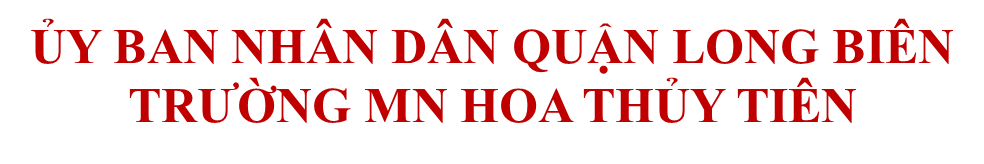 ỦY BAN NHÂN DÂN QUẬN LONG BIÊN
TRƯỜNG MN HOA THỦY TIÊN